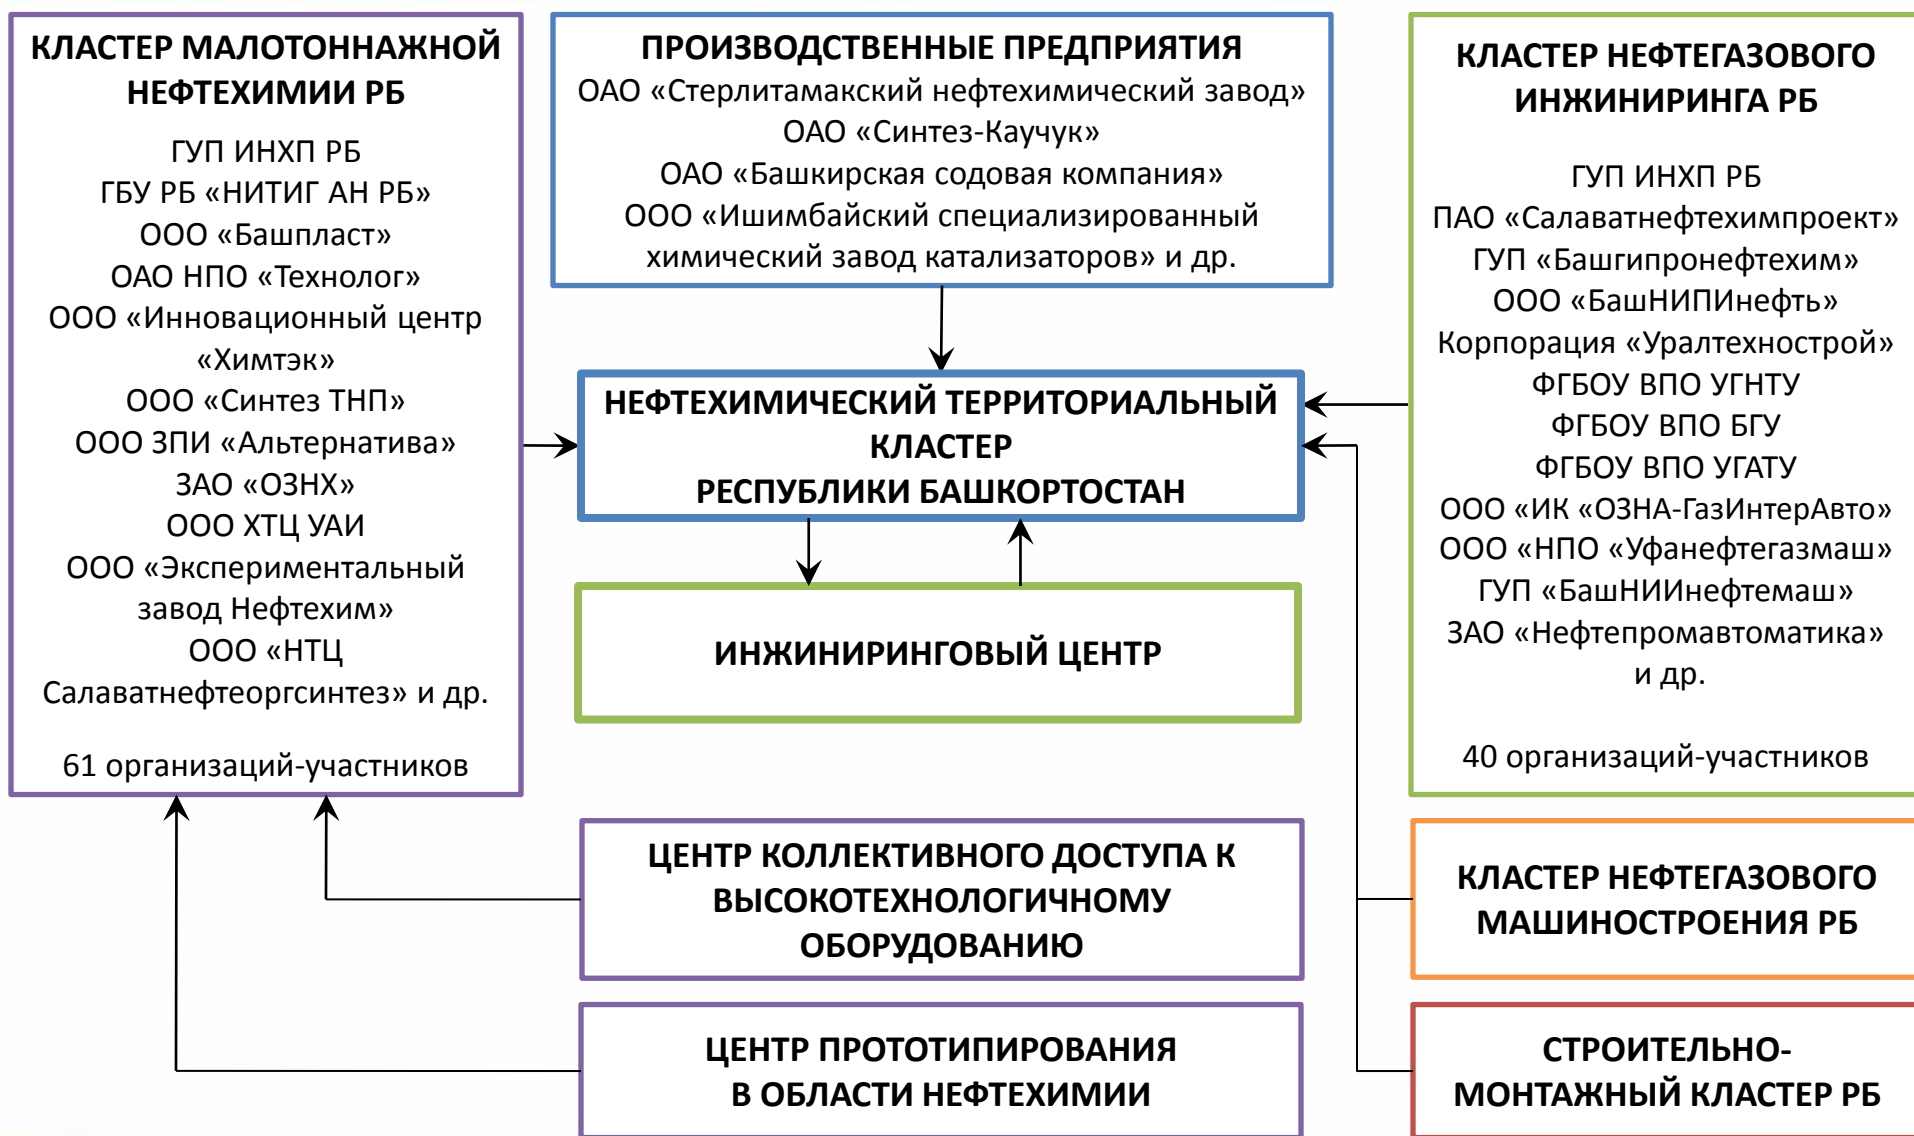 КЛАСТЕР МАЛОТОННАЖНОЙ
НЕФТЕХИМИИ РБ
ГУП ИНХП РБ
ГБУ РБ «НИТИГ АН РБ»
ООО «Башпласт»
ОАО НПО «Технолог»
ООО «Инновационный центр
«Химтэк»
ООО «Синтез ТНП»
ООО ЗПИ «Альтернатива»
ЗАО «ОЗНХ»
ООО ХТЦ УАИ
ООО «Экспериментальный
завод Нефтехим»
ООО «НТЦ
Салаватнефтеоргсинтез» и др.
61 организаций-участников
ПРОИЗВОДСТВЕННЫЕ ПРЕДПРИЯТИЯ
ОАО «Стерлитамакский нефтехимический завод»
ОАО «Синтез-Каучук»
ОАО «Башкирская содовая компания»
ООО «Ишимбайский специализированный
химический завод катализаторов» и др.
НЕФТЕХИМИЧЕСКИЙ ТЕРРИТОРИАЛЬНЫЙ
КЛАСТЕР
РЕСПУБЛИКИ БАШКОРТОСТАН
ИНЖИНИРИНГОВЫЙ ЦЕНТР
ЦЕНТР КОЛЛЕКТИВНОГО ДОСТУПА К
ВЫСОКОТЕХНОЛОГИЧНОМУ
ОБОРУДОВАНИЮ
ЦЕНТР ПРОТОТИПИРОВАНИЯ
В ОБЛАСТИ НЕФТЕХИМИИ
КЛАСТЕР НЕФТЕГАЗОВОГО
ИНЖИНИРИНГА РБ
ГУП ИНХП РБ
ПАО «Салаватнефтехимпроект»
ГУП «Башгипронефтехим»
ООО «БашНИПИнефть»
Корпорация «Уралтехнострой»
ФГБОУ ВПО УГНТУ
ФГБОУ ВПО БГУ
ФГБОУ ВПО УГАТУ
ООО «ИК «ОЗНА-ГазИнтерАвто»
ООО «НПО «Уфанефтегазмаш»
ГУП «БашНИИнефтемаш»
ЗАО «Нефтепромавтоматика»
и др.
40 организаций-участников
КЛАСТЕР НЕФТЕГАЗОВОГО
МАШИНОСТРОЕНИЯ РБ
СТРОИТЕЛЬНО-
МОНТАЖНЫЙ КЛАСТЕР РБ